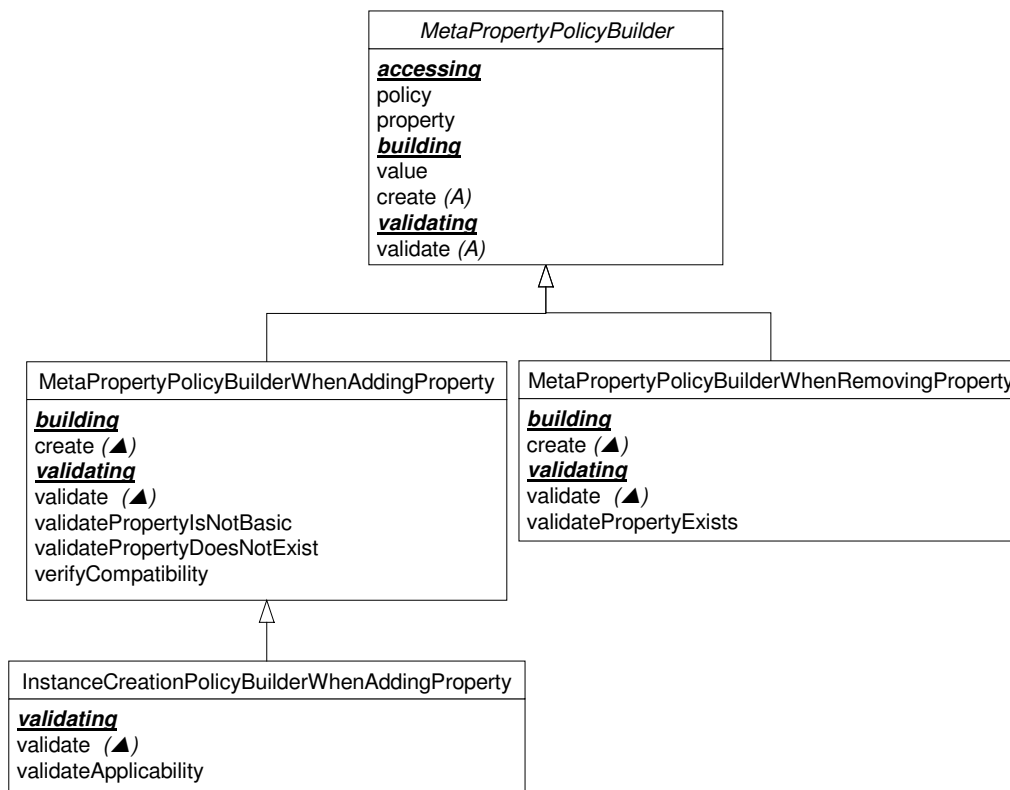 MetaPropertyPolicyBuilder
accessing
policy
property
building
value
create (A)
validating
validate (A)
MetaPropertyPolicyBuilderWhenAddingProperty
building
create (▲)
validating
validate (▲)
validatePropertyIsNotBasic
validatePropertyDoesNotExist
verifyCompatibility
MetaPropertyPolicyBuilderWhenRemovingProperty
building
create (▲)
validating
validate (▲)
validatePropertyExists
InstanceCreationPolicyBuilderWhenAddingProperty
validating
validate (▲)
validateApplicability